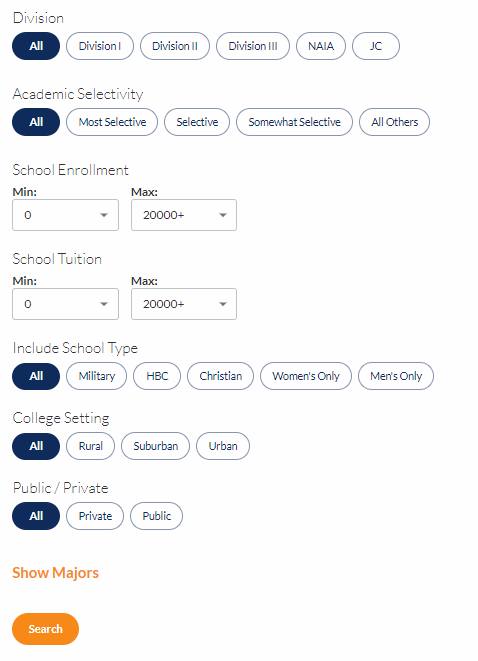 Division
All Division I Division II Division III NAIA JC
Academic Selectivity
All Most Selective Selective Somewhat Selective All Others
School Enrollment
Min: Max:
0 20000+
School Tuition
Min: Max:
0 20000+
Include School Type
All Military HBC Christian Women's Only Men's Only
College Setting
All Rural Suburban Urban
Public / Private
All Private Public
Show Majors
Search